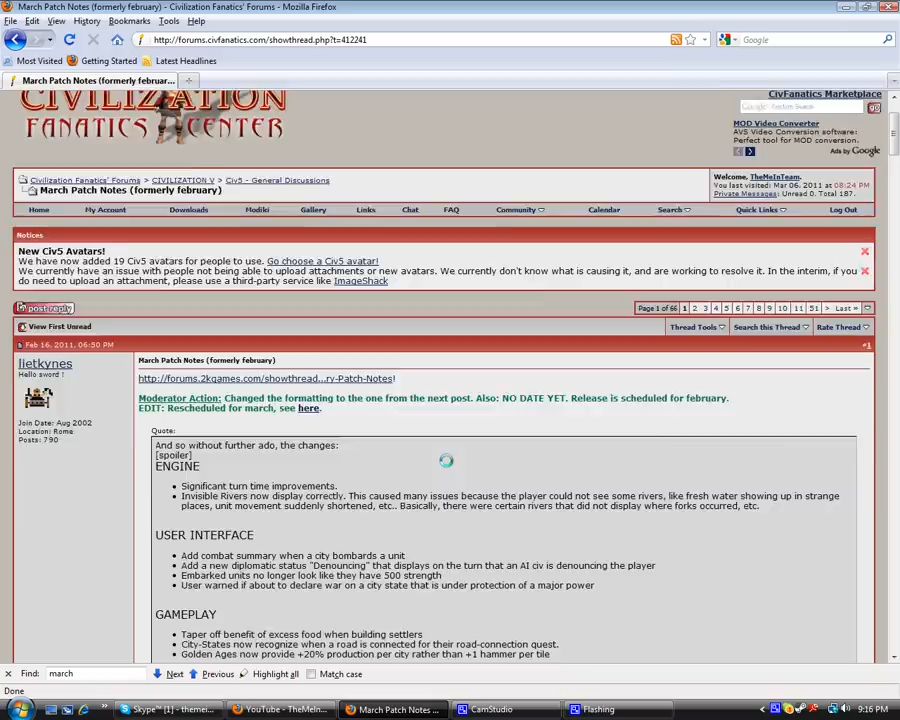 March Patch Notes (formerly february) - Civilization Fanatics' Forums - Mozilla Firefox
File Edit View History Bookmarks Tools Help
http://forums.civfanatics.com/showthread.php?t=412241
Google
Most Visited Getting Started Latest Headlines
March Patch Notes (formerly februar...
CIVILIZATION
FANATICS' CENTER
CivFanatics Marketplace
MOD Video Converter
AVS Video Conversion software:
Perfect tool for MOD conversion.
Ads by Google
Civilization Fanatics' Forums > CIVILIZATION V > Civ5 - General Discussions
March Patch Notes (formerly february)
Welcome, TheMeInTeam.
You last visited: Mar 06, 2011 at 08:24 PM
Private Messages: Unread 0. Total 187.
Home My Account Downloads Modiki Gallery Links Chat FAQ Community Calendar Search Quick Links Log Out
Notices
New Civ5 Avatars!
We have now added 19 Civ5 avatars for people to use. Go choose a Civ5 avatar!
We currently have an issue with people not being able to upload attachments or new avatars. We currently don't know what is causing it, and are working to resolve it. In the interim, if you
do need to upload an attachment, please use a third-party service like ImageShack
post reply
Page 1 of 66 1 2 3 4 5 6 7 8 9 10 11 51 > Last »
View First Unread
Thread Tools Search this Thread Rate Thread
Feb 16, 2011, 06:50 PM
#1
lietkynes
Hello sword !
Join Date: Aug 2002
Location: Rome
Posts: 790
March Patch Notes (formerly february)
http://forums.2kgames.com/showthread...ry-Patch-Notes!
Moderator Action: Changed the formatting to the one from the next post. Also: NO DATE YET. Release is scheduled for february.
EDIT: Rescheduled for march, see here.
Quote:
And so without further ado, the changes:
[spoiler]
ENGINE
• Significant turn time improvements.
• Invisible Rivers now display correctly. This caused many issues because the player could not see some rivers, like fresh water showing up in strange
places, unit movement suddenly shortened, etc.. Basically, there were certain rivers that did not display where forks occurred, etc.
USER INTERFACE
• Add combat summary when a city bombards a unit
• Add a new diplomatic status "Denouncing" that displays on the turn that an AI civ is denouncing the player
• Embarked units no longer look like they have 500 strength
• User warned if about to declare war on a city state that is under protection of a major power
GAMEPLAY
• Taper off benefit of excess food when building settlers
• City-States now recognize when a road is connected for their road-connection quest.
• Golden Ages now provide +20% production per city rather than +1 hammer per tile
Find: march Next Previous Highlight all Match case
Done
Skype™ [1] - themei... YouTube - TheMeIn... March Patch Notes ... CamStudio Flashing 9:16 PM